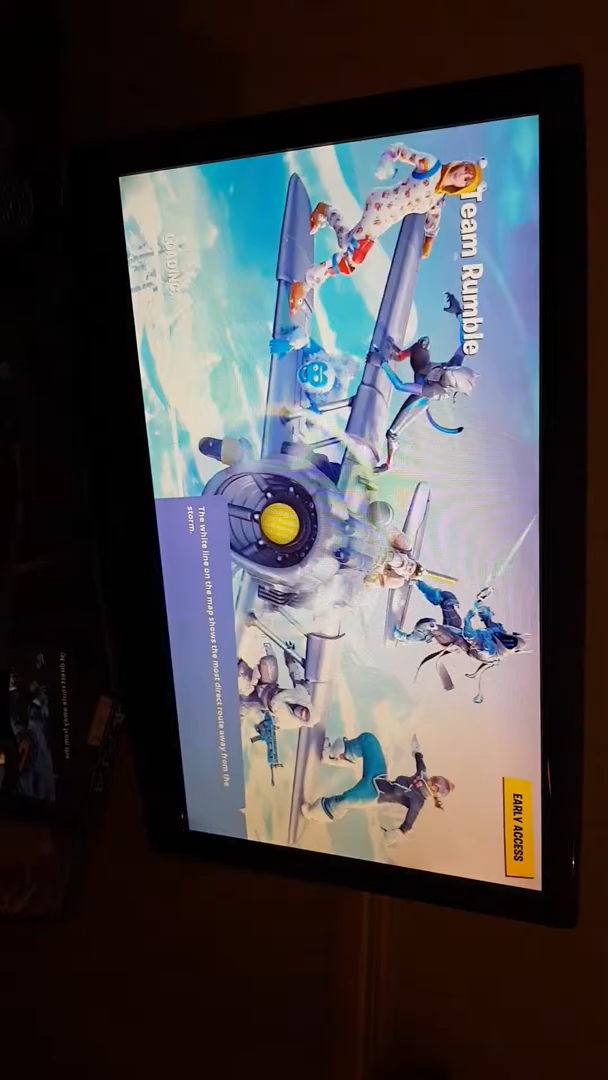 Team Rumble
EARLY ACCESS
LOADING
The white line on the map shows the most direct route away from the
storm.